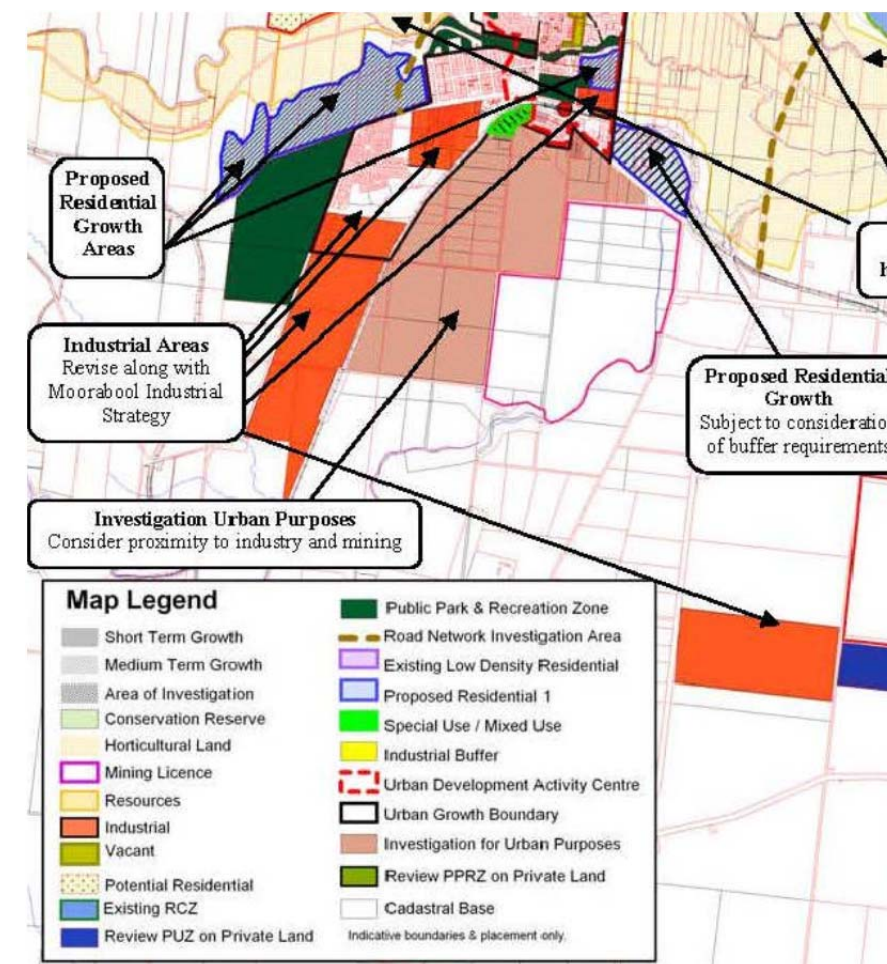 Proposed
Residential
Growth
Areas
Industrial Areas
Revise along with
Moorabool Industrial
Strategy
Proposed Residential
Growth
Subject to consideratio
of buffer requirements
Investigation Urban Purposes
Consider proximity to industry and mining
Map Legend
Short Term Growth
Medium Term Growth
Area of Investigation
Conservation Reserve
Horticultural Land
Mining Licence
Resources
Industrial
Vacant
Potential Residential
Existing RCZ
Review PUZ on Private Land
Public Park & Recreation Zone
Road Network Investigation Area
Existing Low Density Residential
Proposed Residential 1
Special Use / Mixed Use
Industrial Buffer
Urban Development Activity Centre
Urban Growth Boundary
Investigation for Urban Purposes
Review PPRZ on Private Land
Cadastral Base
Indicative boundaries & placement only.